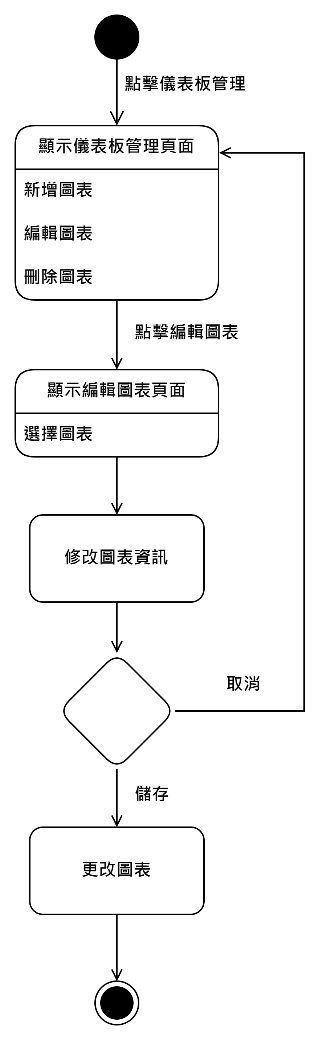 點擊儀表板管理
顯示儀表板管理頁面
新增圖表
編輯圖表
刪除圖表
點擊編輯圖表
顯示編輯圖表頁面
選擇圖表
修改圖表資訊
取消
儲存
更改圖表